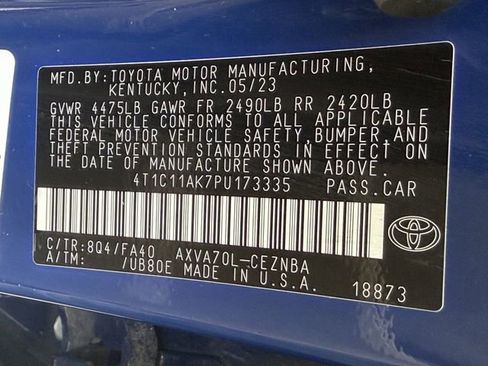 MFD.BY:TOYOTA MOTOR MANUFACTURING,
KENTUCKY,INC.05/23
GVWR 4475LB GAWR FR 2490LB RR 2420LB
THIS VEHICLE CONFORMS TO ALL APPLICABLE
FEDERAL MOTOR VEHICLE SAFETY,BUMPER,AND
THEFT PREVENTION STANDARDS IN EFFECT ON
THE DATE OF MANUFACTURE SHOWN ABOVE.
4T1C11AK7PU173335 PASS.CAR
C/TR:8Q4/FA40 AXVA70L-CEZNBA
A/TM: /UB80E MADE IN U.S.A. 18873